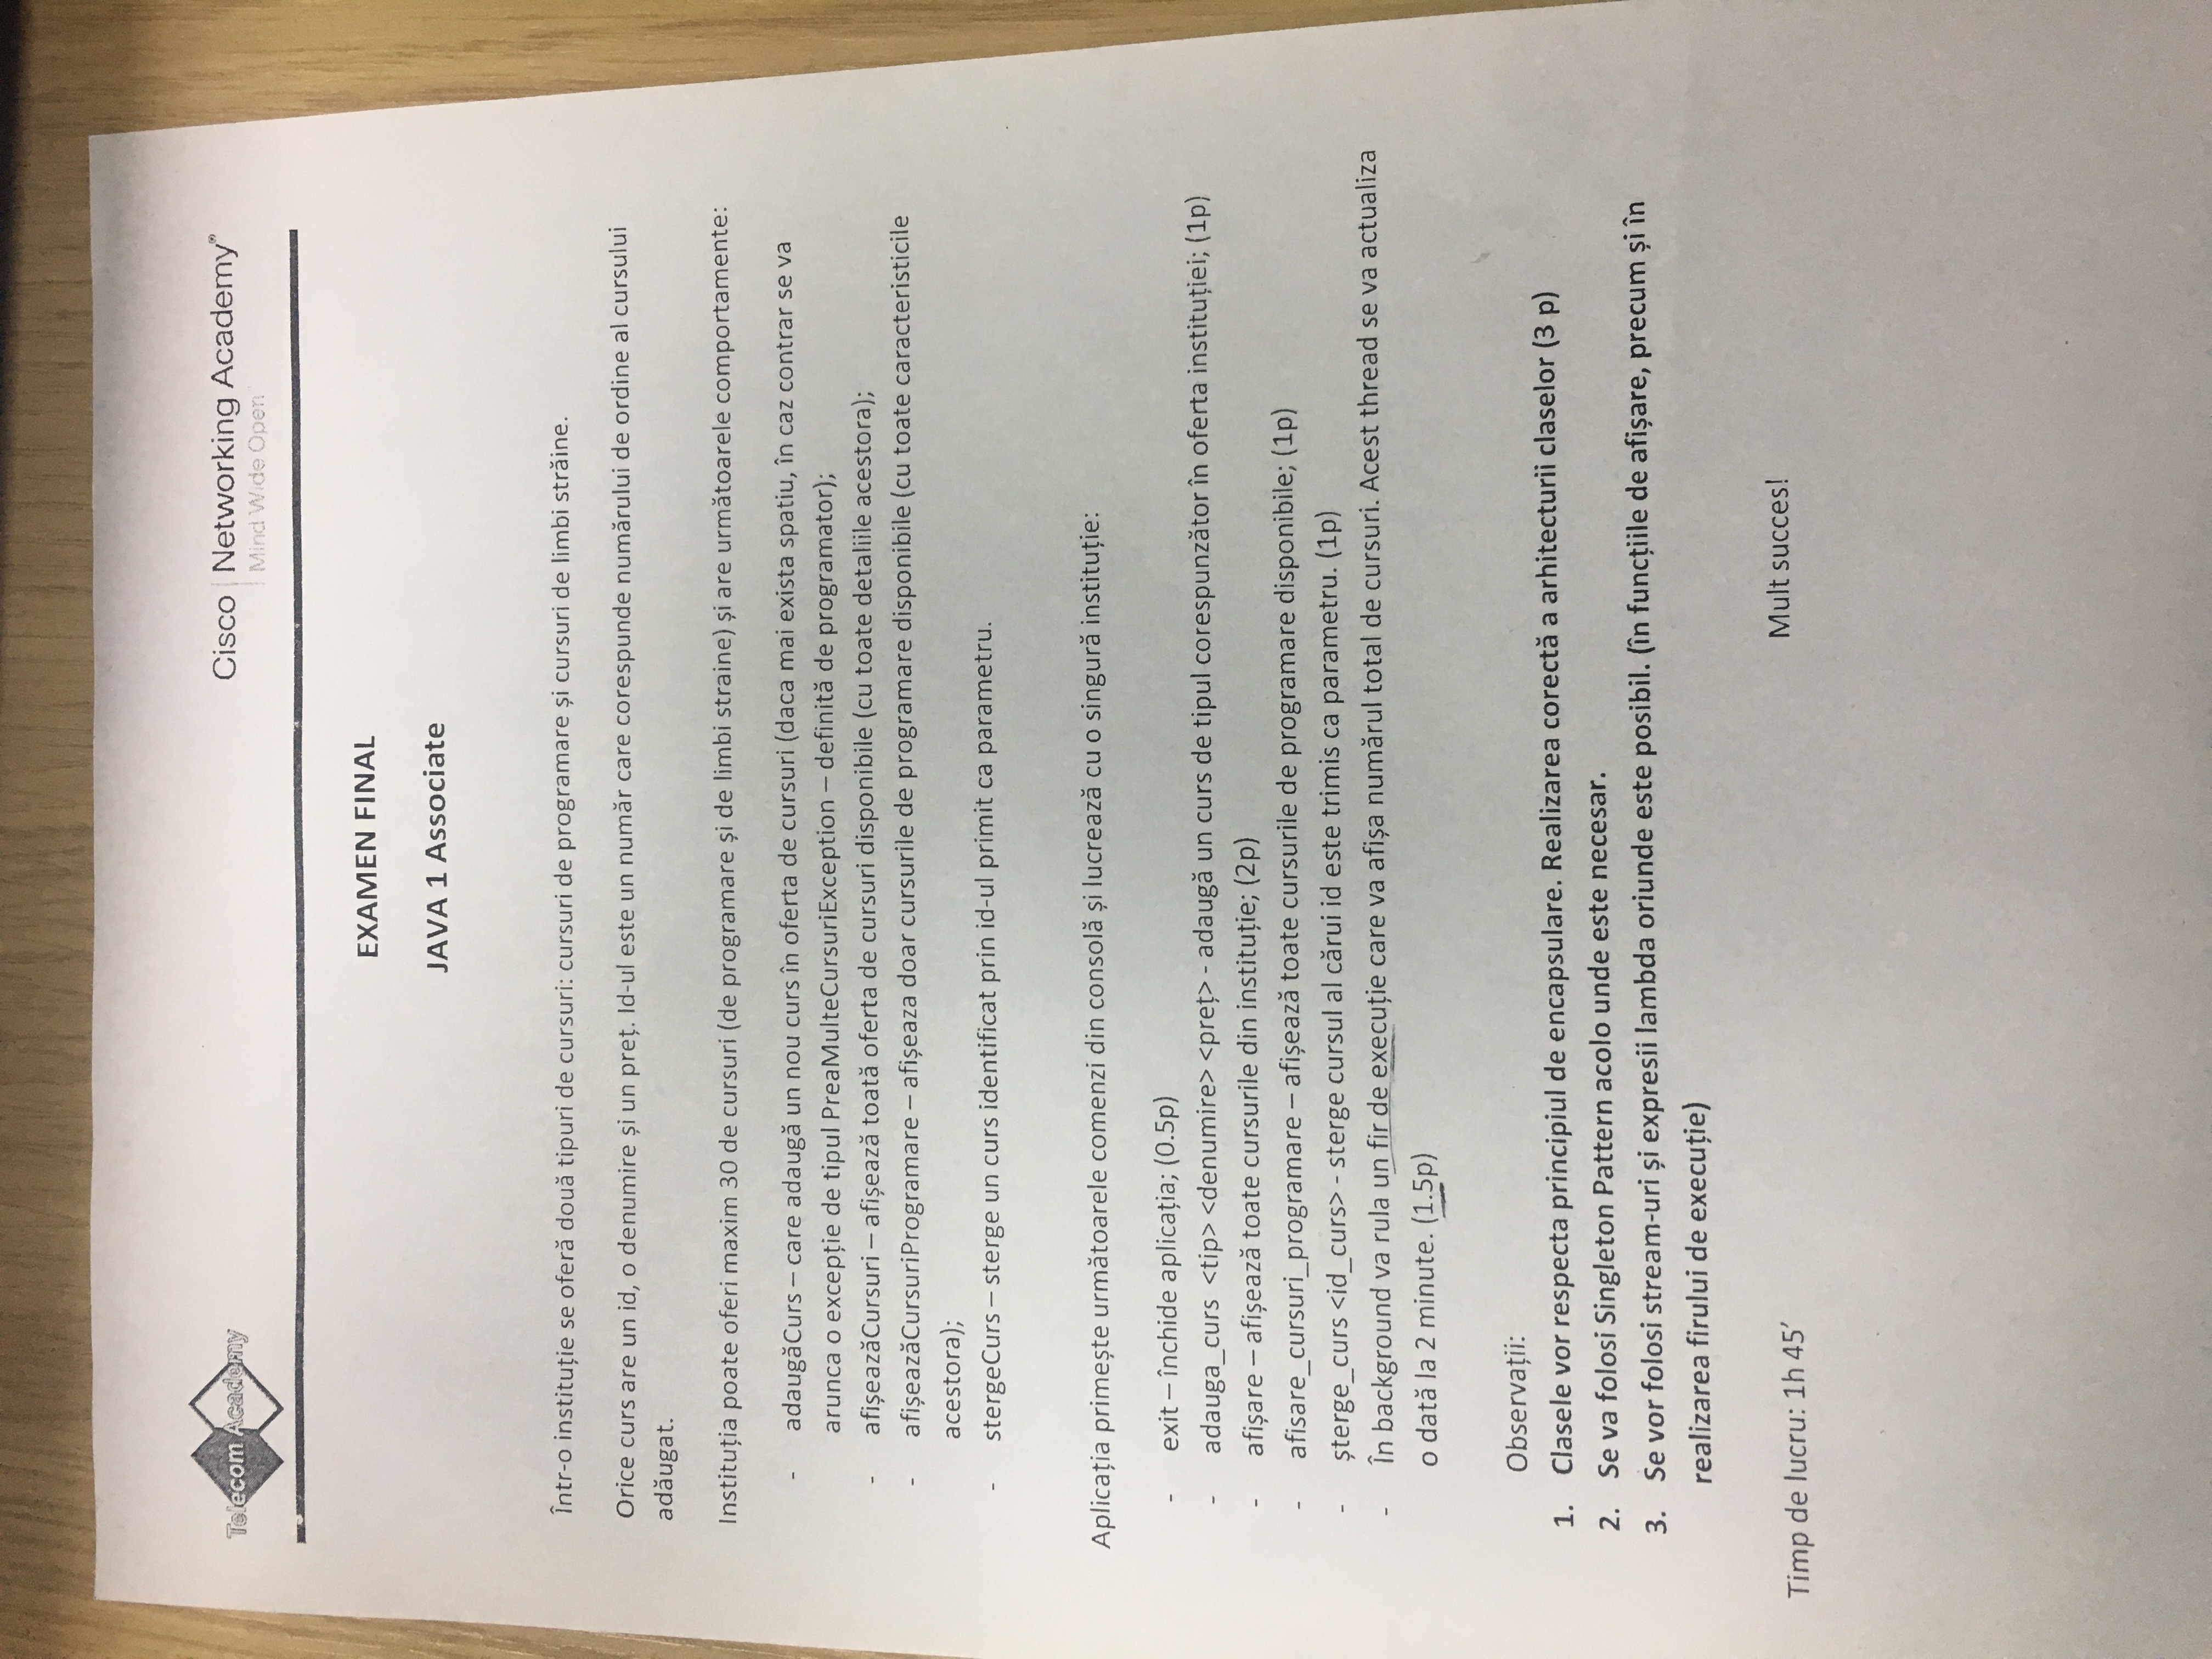 Telecom Academy
Cisco Networking Academy®
Mind Wide Open
EXAMEN FINAL
JAVA 1 Associate
Într-o instituție se oferă două tipuri de cursuri: cursuri de programare și cursuri de limbi străine.
Orice curs are un id, o denumire și un preț. Id-ul este un număr care corespunde numărului de ordine al cursului
adăugat.
Instituția poate oferi maxim 30 de cursuri (de programare și de limbi straine) și are următoarele comportamente:
- adaugăCurs – care adaugă un nou curs în oferta de cursuri (daca mai exista spatiu, în caz contrar se va
arunca o excepție de tipul PreaMulteCursuriException – definită de programator);
- afișeazăCursuri – afișează toată oferta de cursuri disponibile (cu toate detaliile acestora);
- afișeazăCursuriProgramare – afișeaza doar cursurile de programare disponibile (cu toate caracteristicile
acestora);
- stergeCurs – sterge un curs identificat prin id-ul primit ca parametru.
Aplicația primește următoarele comenzi din consolă și lucrează cu o singură instituție:
- exit – închide aplicația; (0.5p)
- adauga_curs <tip> <denumire> <preț> - adaugă un curs de tipul corespunzător în oferta instituției; (1p)
- afișare – afișează toate cursurile din instituție; (2p)
- afisare_cursuri_programare – afișează toate cursurile de programare disponibile; (1p)
- șterge_curs <id_curs> - sterge cursul al cărui id este trimis ca parametru. (1p)
- În background va rula un fir de execuție care va afișa numărul total de cursuri. Acest thread se va actualiza
o dată la 2 minute. (1.5p)
Observații:
1. Clasele vor respecta principiul de encapsulare. Realizarea corectă a arhitecturii claselor (3 p)
2. Se va folosi Singleton Pattern acolo unde este necesar.
3. Se vor folosi stream-uri și expresii lambda oriunde este posibil. (în funcțiile de afișare, precum și în
realizarea firului de execuție)
Timp de lucru: 1h 45’
Mult succes!